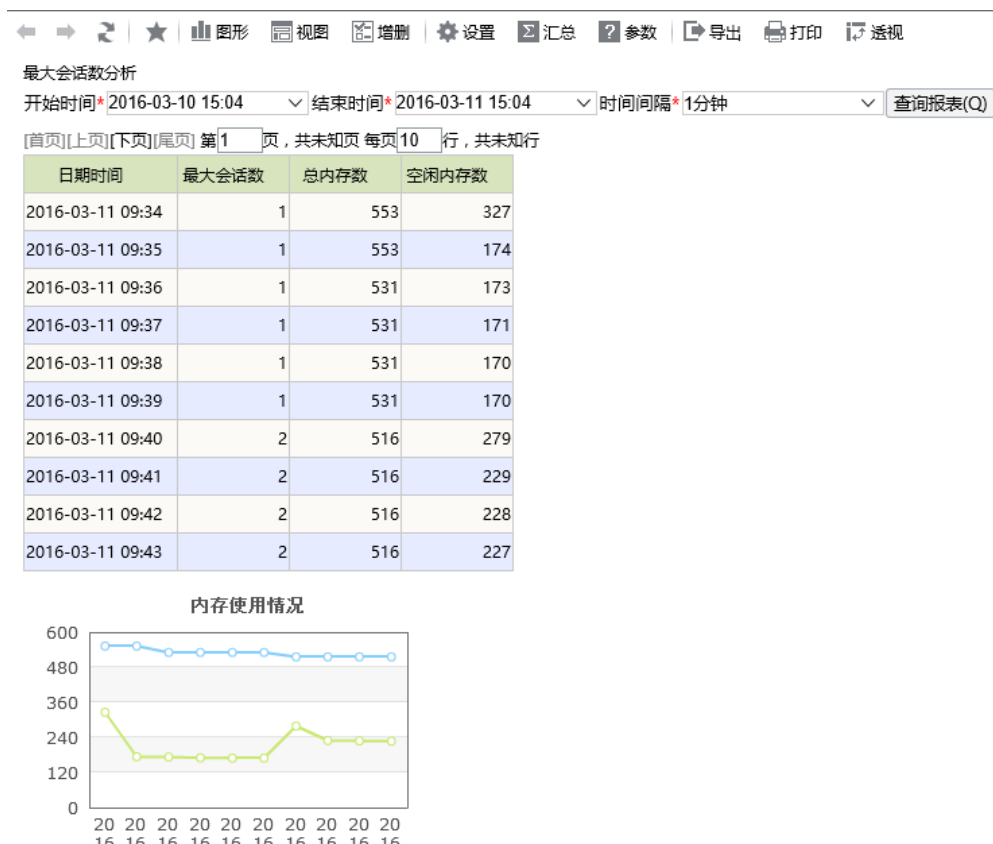 图形 视图 增删 设置 汇总 参数 导出 打印 透视
最大会话数分析
开始时间* 2016-03-10 15:04 结束时间* 2016-03-11 15:04 时间间隔* 1分钟 查询报表(Q)
[首页][上页][下页][尾页] 第1 页，共未知页 每页10 行，共未知行
日期时间 最大会话数 总内存数 空闲内存数
2016-03-11 09:34 1 553 327
2016-03-11 09:35 1 553 174
2016-03-11 09:36 1 531 173
2016-03-11 09:37 1 531 171
2016-03-11 09:38 1 531 170
2016-03-11 09:39 1 531 170
2016-03-11 09:40 2 516 279
2016-03-11 09:41 2 516 229
2016-03-11 09:42 2 516 228
2016-03-11 09:43 2 516 227
内存使用情况
600
480
360
240
120
0
20 20 20 20 20 20 20 20 20 20
16 16 16 16 16 16 16 16 16 16